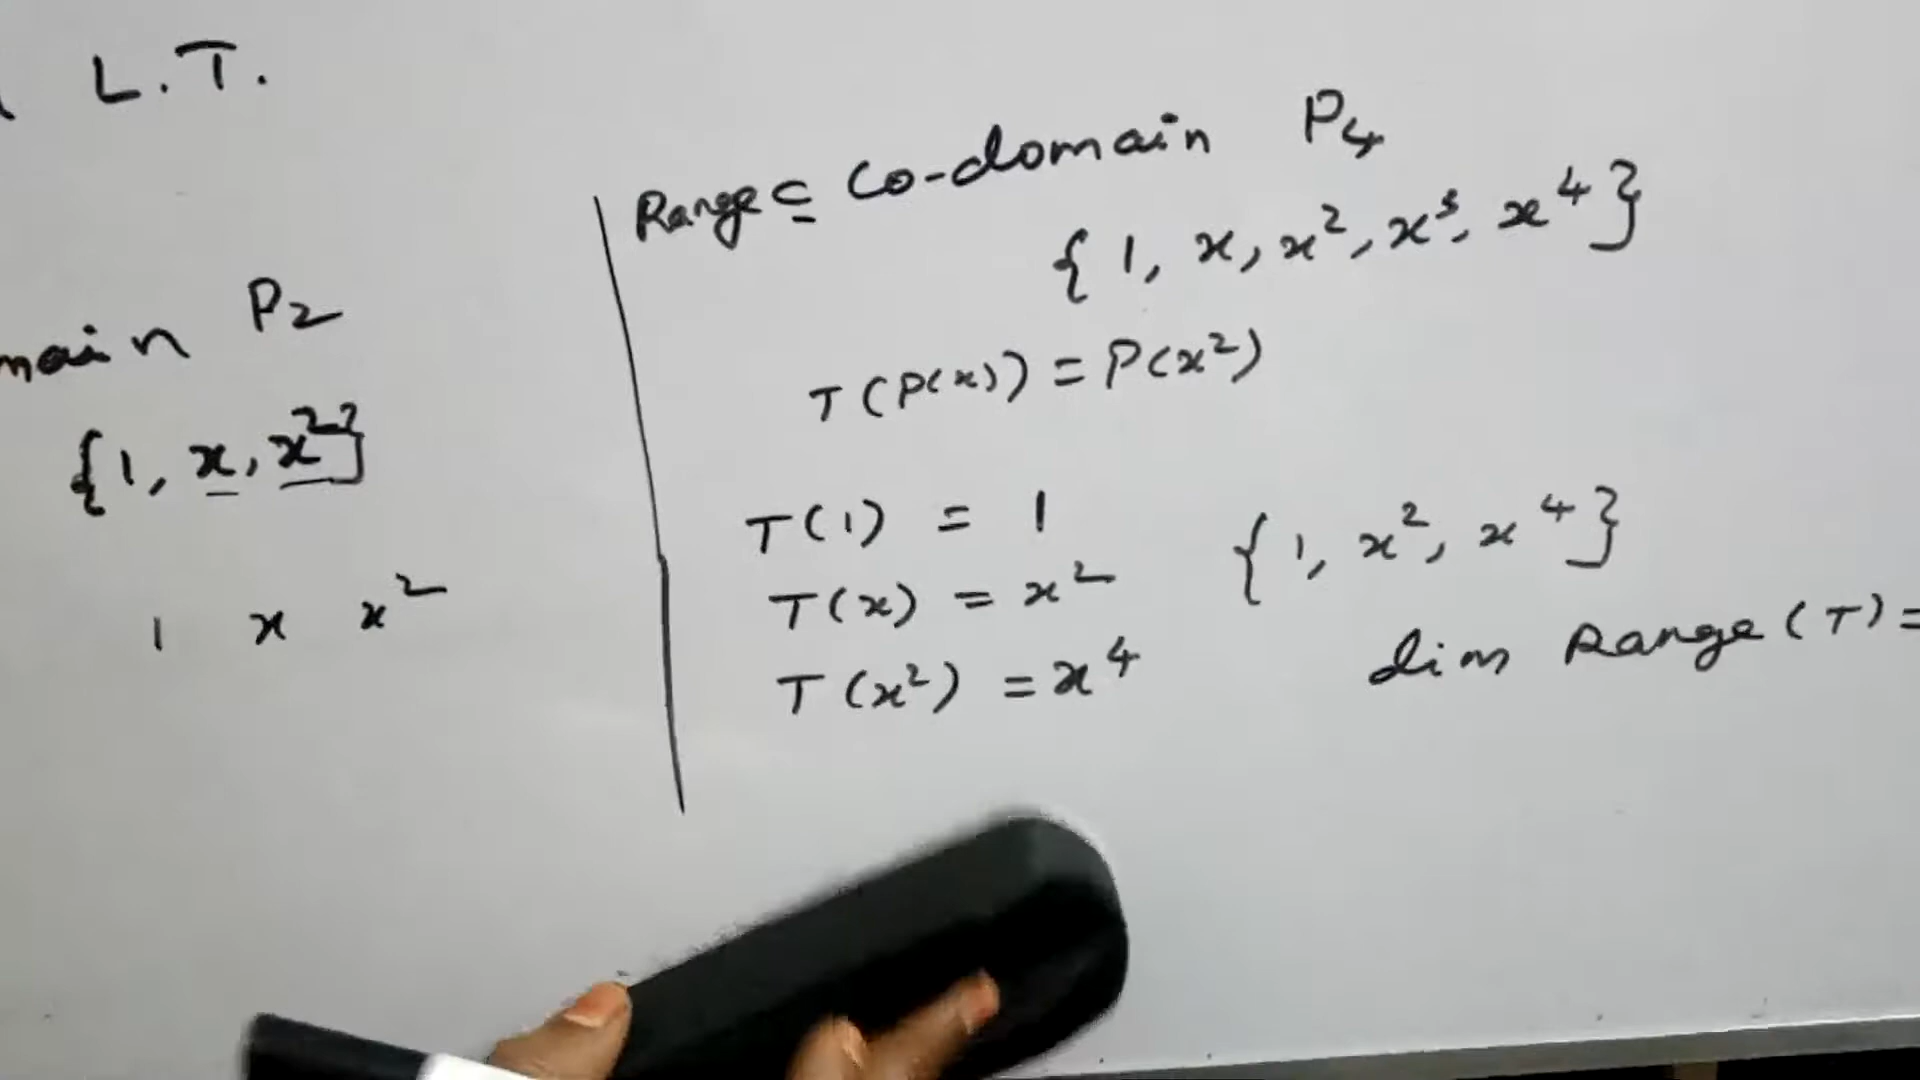 L.T.
main P2
{1, x, x²}
1 x x²
Range ⊆ Co-domain P4
{1, x, x², x³, x⁴}
T(P(x)) = P(x²)
T(1) = 1
T(x) = x²
T(x²) = x⁴
{1, x², x⁴}
dim Range(T) =